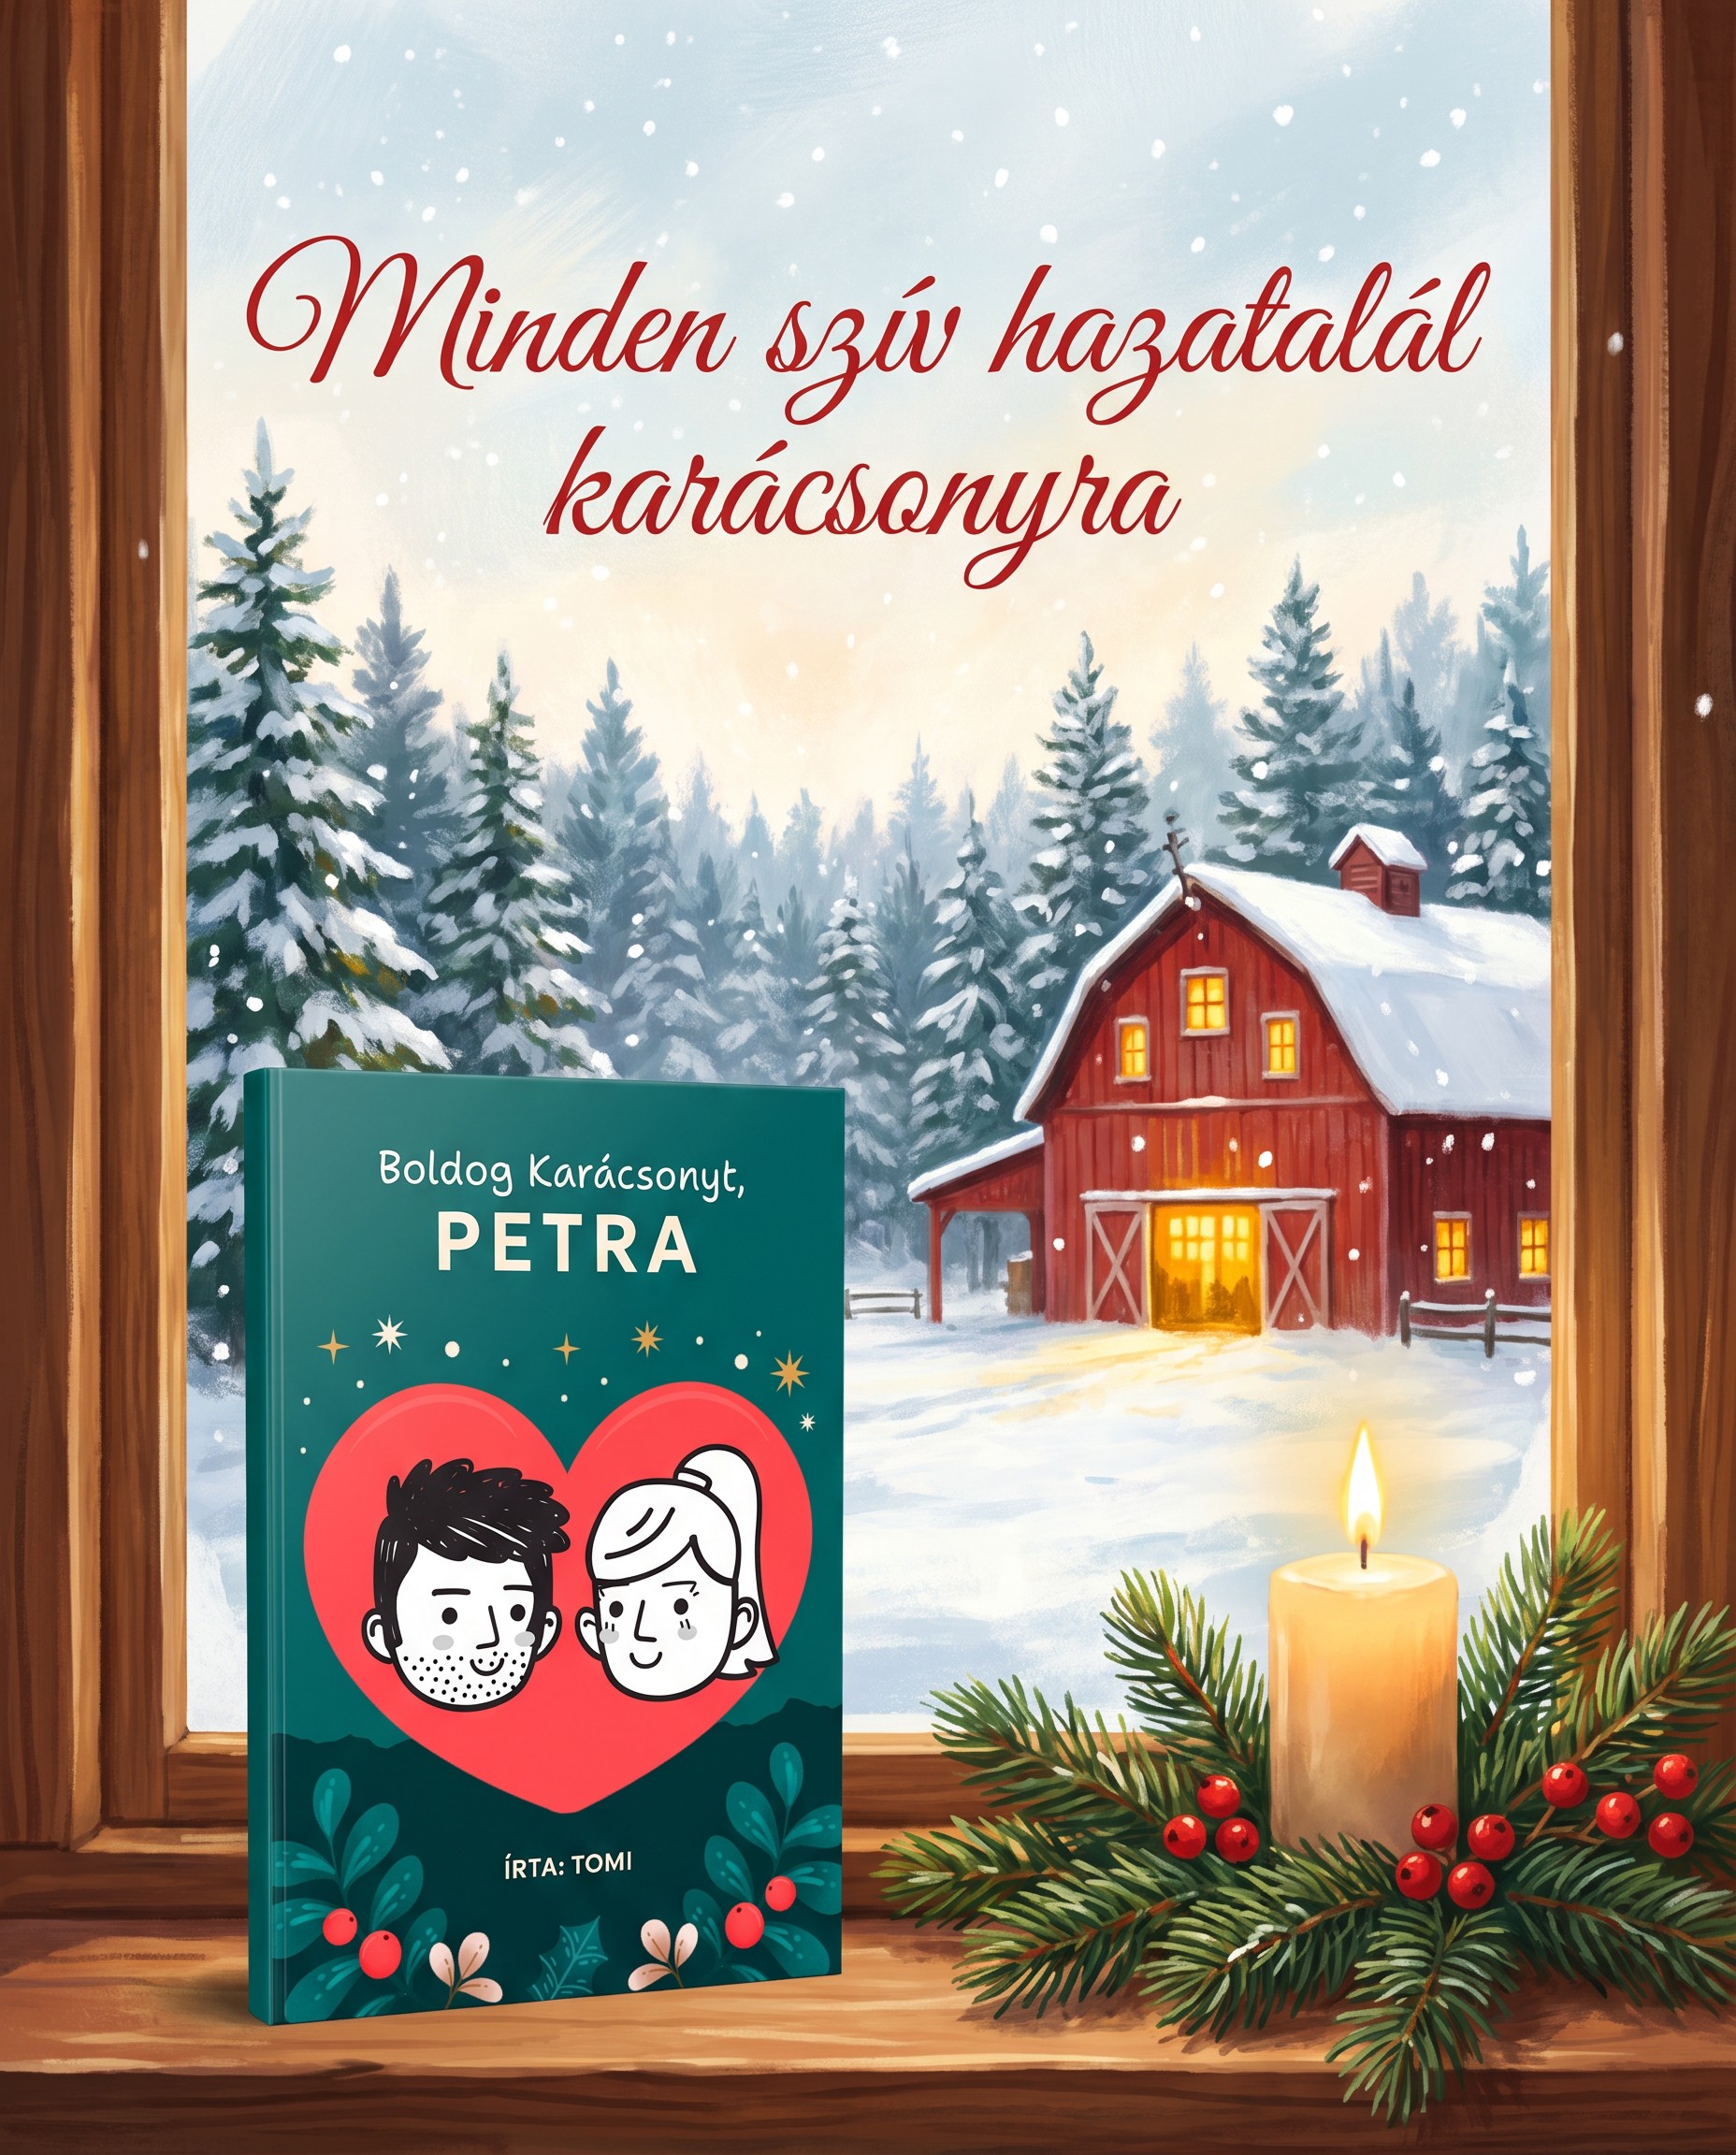 Minden szív hazatalál
karácsonyra
Boldog Karácsonyt,
PETRA
ÍRTA: TOMI